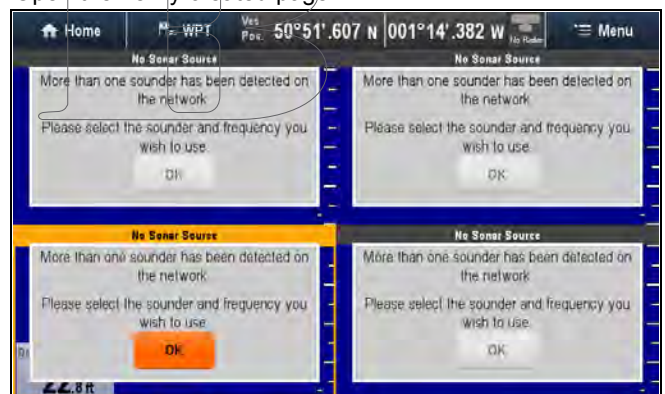 Home WPT Ves Pos. 50°51'.607 N 001°14'.382 W No Radar Menu
No Sonar Source
More than one sounder has been detected on
the network
Please select the sounder and frequency you
wish to use
OK
No Sonar Source
More than one sounder has been detected on
the network
Please select the sounder and frequency you
wish to use
OK
No Sonar Source
More than one sounder has been detected on
the network
Please select the sounder and frequency you
wish to use
OK
22.8 ft
No Sonar Source
More than one sounder has been detected on
the network
Please select the sounder and frequency you
wish to use
OK